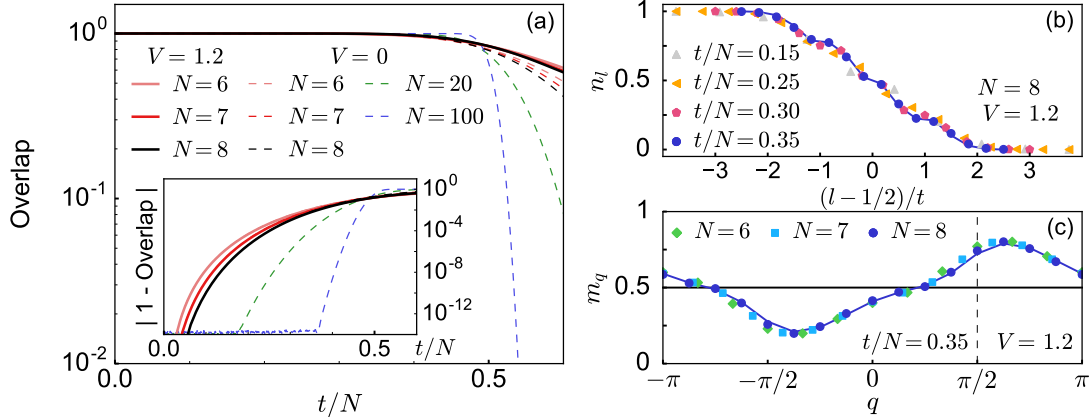 (a)
10^0
10^{-1}
10^{-2}
Overlap
V = 1.2 V = 0
N = 6 N = 6 N = 20
N = 7 N = 7 N = 100
N = 8 N = 8
| 1 - Overlap |
10^0
10^{-4}
10^{-8}
10^{-12}
0.0 0.5 t/N
0.0 0.5
t/N
(b)
1
0.5
0
n_l
t/N = 0.15
t/N = 0.25
t/N = 0.30
t/N = 0.35
N = 8
V = 1.2
−3 −2 −1 0 1 2 3
(l − 1/2)/t
(c)
1
0.5
0
m_q
N = 6 N = 7 N = 8
t/N = 0.35 V = 1.2
−π −π/2 0 π/2 π
q